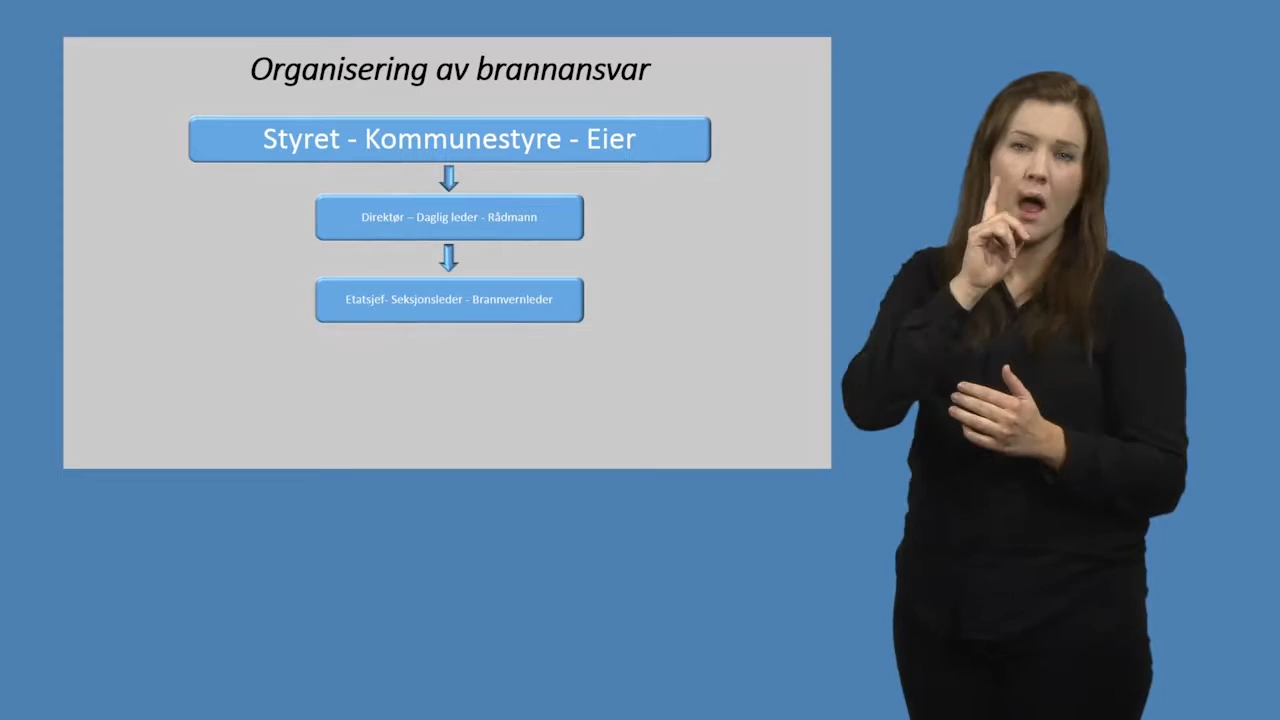 Organisering av brannansvar
Styret - Kommunestyre - Eier
Direktør – Daglig leder - Rådmann
Etatsjef- Seksjonsleder - Brannvernleder